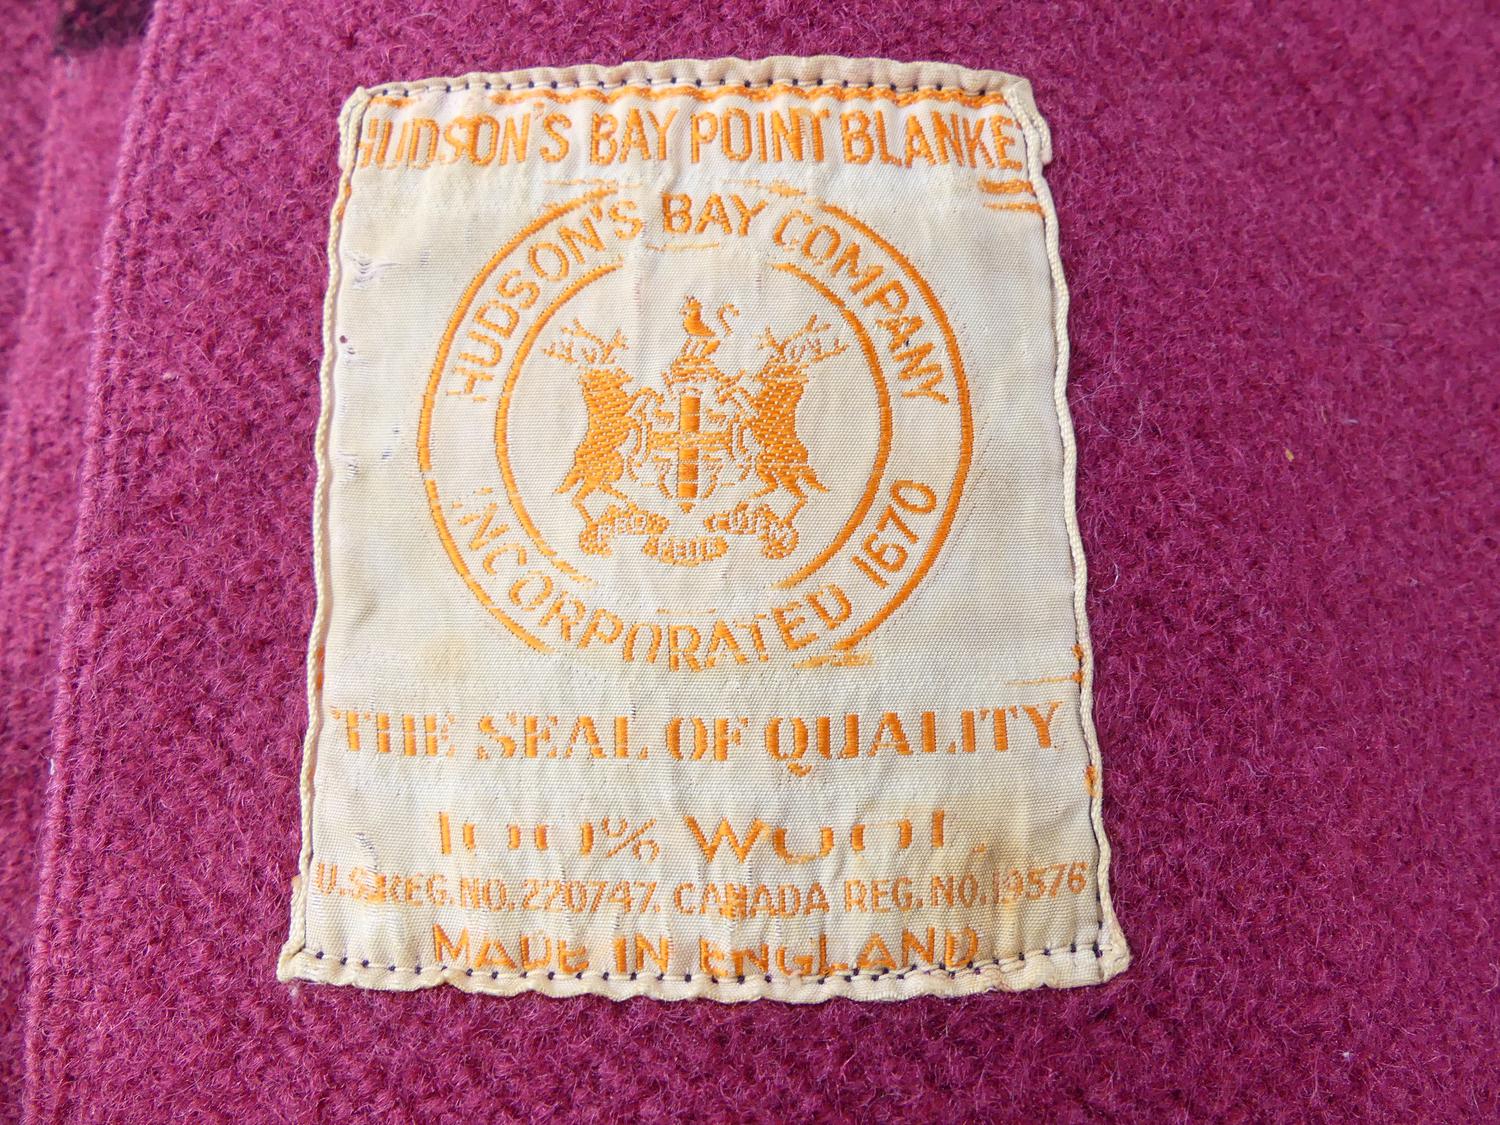 HUDSON'S BAY POINT BLANKE
HUDSON'S BAY COMPANY
INCORPORATED 1670
THE SEAL OF QUALITY
100% WOOL
U.S. REG. NO. 220747. CANADA REG. NO. 19576
MADE IN ENGLAND